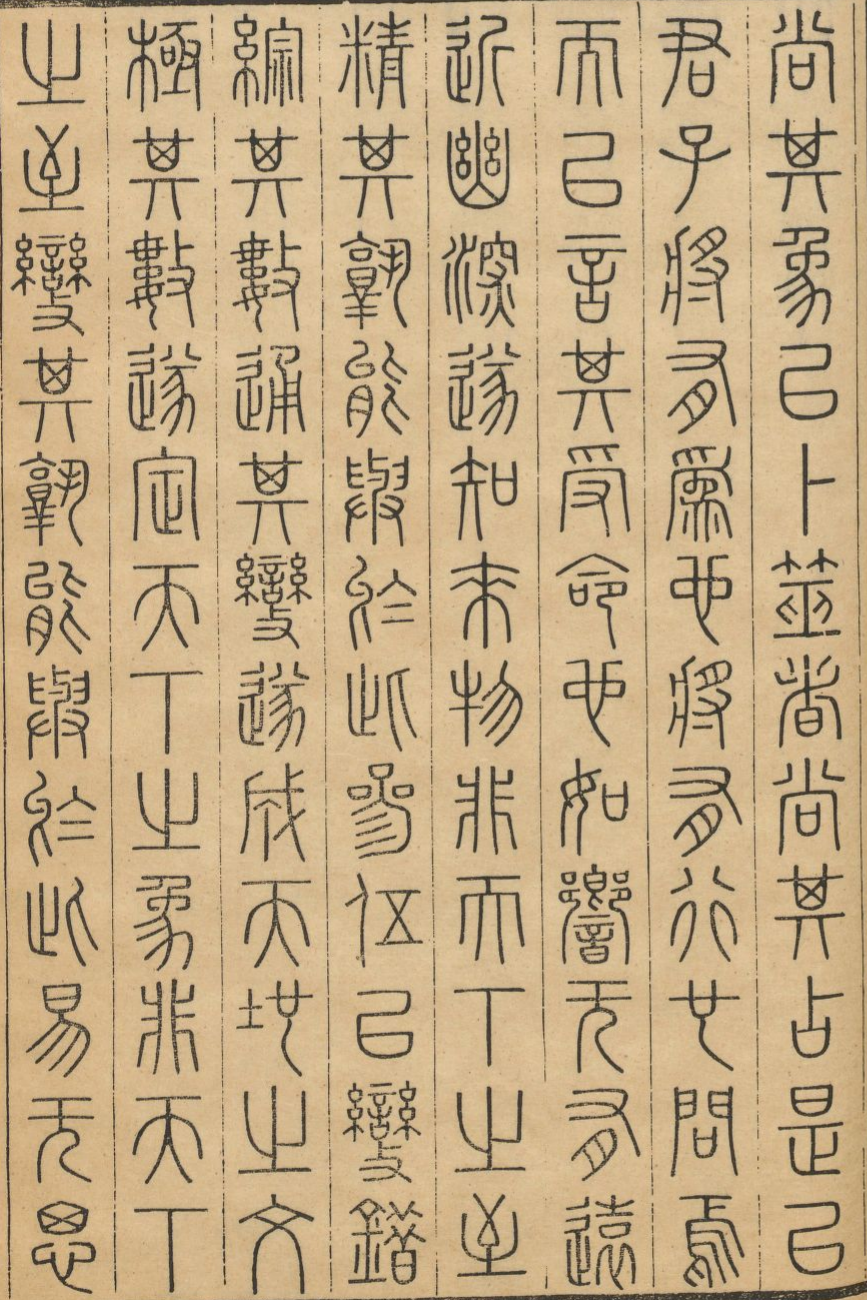 尚其象以卜筮者尚其占是以
君子將有爲也將有行也問焉
而以言其受命也如響无有遠
近幽深遂知來物非天下之至
精其孰能與於此參伍以變錯
綜其數通其變遂成天地之文
極其數遂定天下之象非天下
之至變其孰能與於此易无思